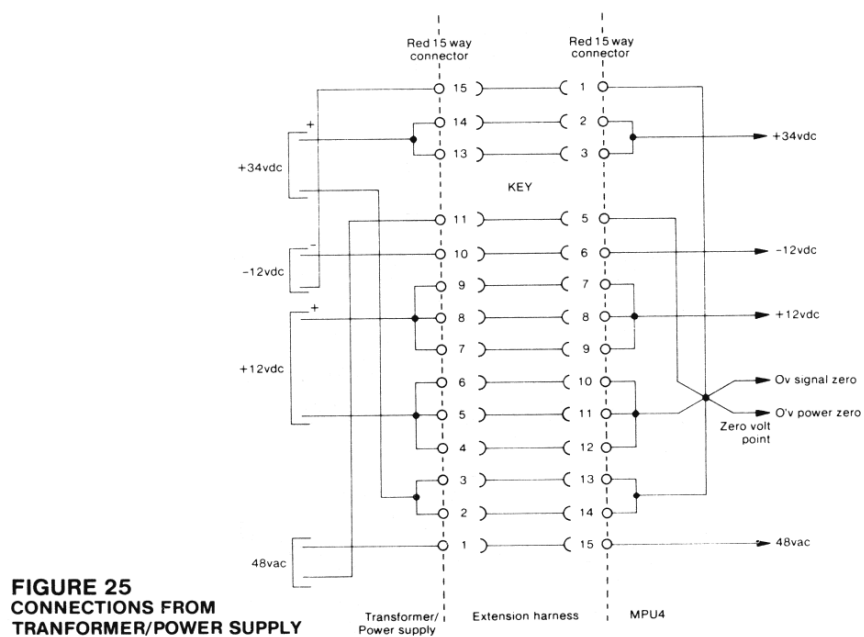 Red 15 way
connector
Red 15 way
connector
15 1
+
14 2
+34vdc
13 3
+34vdc
KEY
11 5
-
10 6
-12vdc
-12vdc
9 7
+
8 8
+12vdc
7 9
+12vdc
6 10
Ov signal zero
5 11
O'v power zero
Zero volt
point
4 12
3 13
2 14
1 15
48vac
48vac
FIGURE 25
CONNECTIONS FROM
TRANFORMER/POWER SUPPLY
Transformer/
Power supply
Extension harness
MPU4